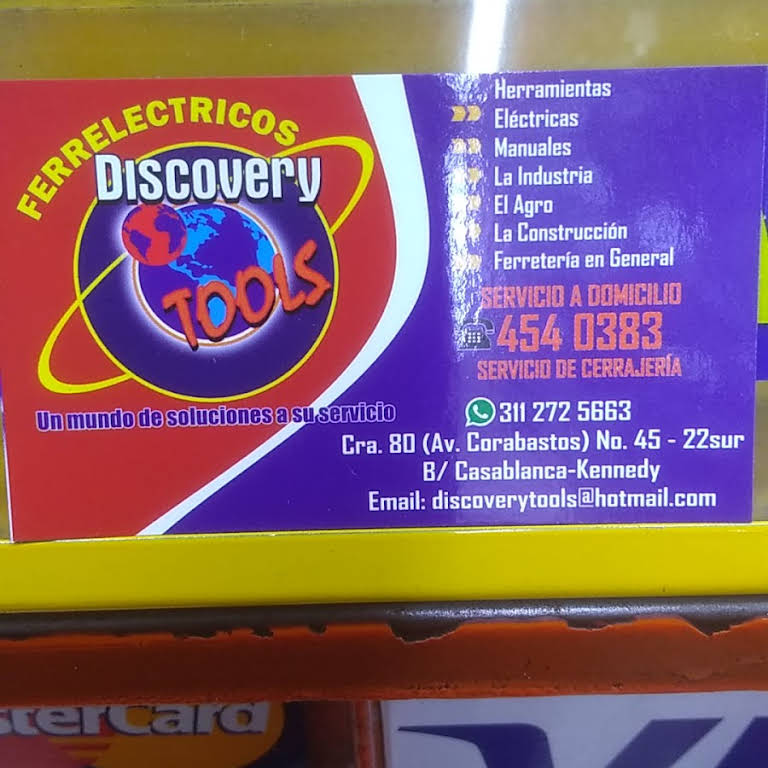 FERRELECTRICOS
Discovery
TOOLS
Un mundo de soluciones a su servicio
Herramientas
Eléctricas
Manuales
La Industria
El Agro
La Construcción
Ferretería en General
SERVICIO A DOMICILIO
454 0383
SERVICIO DE CERRAJERÍA
311 272 5663
Cra. 80 (Av. Corabastos) No. 45 - 22sur
B/ Casablanca-Kennedy
Email: discoverytools@hotmail.com
sterCard